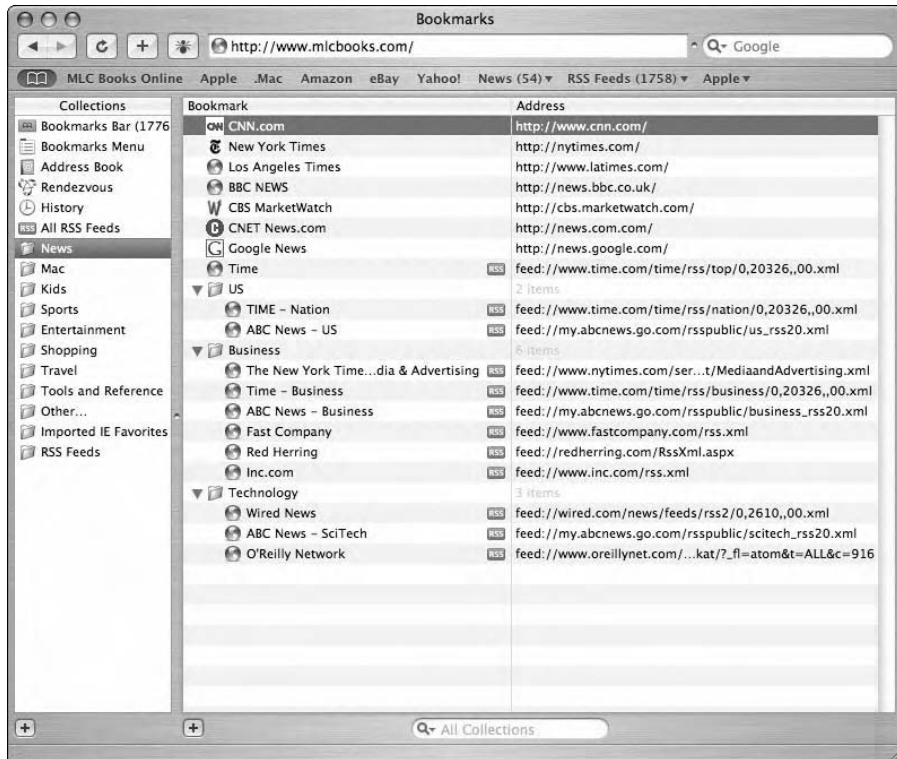 Bookmarks
http://www.mlcbooks.com/
Google
MLC Books Online Apple .Mac Amazon eBay Yahoo! News (54) RSS Feeds (1758) Apple
Collections
Bookmarks Bar (1776
Bookmarks Menu
Address Book
Rendezvous
History
RSS All RSS Feeds
News
Mac
Kids
Sports
Entertainment
Shopping
Travel
Tools and Reference
Other...
Imported IE Favorites
RSS Feeds
Bookmark Address
CNN CNN.com http://www.cnn.com/
New York Times http://nytimes.com/
Los Angeles Times http://www.latimes.com/
BBC NEWS http://news.bbc.co.uk/
CBS MarketWatch http://cbs.marketwatch.com/
CNET News.com http://news.com.com/
G Google News http://news.google.com/
Time RSS feed://www.time.com/time/rss/top/0,20326,,00.xml
US 2 items
TIME – Nation RSS feed://www.time.com/time/rss/nation/0,20326,,00.xml
ABC News – US RSS feed://my.abcnews.go.com/rsspublic/us_rss20.xml
Business 6 items
The New York Time...dia & Advertising RSS feed://www.nytimes.com/ser...t/MediaandAdvertising.xml
Time – Business RSS feed://www.time.com/time/rss/business/0,20326,,00.xml
ABC News – Business RSS feed://my.abcnews.go.com/rsspublic/business_rss20.xml
Fast Company RSS feed://www.fastcompany.com/rss.xml
Red Herring RSS feed://redherring.com/RssXml.aspx
Inc.com RSS feed://www.inc.com/rss.xml
Technology 3 items
Wired News RSS feed://wired.com/news/feeds/rss2/0,2610,,00.xml
ABC News – SciTech RSS feed://my.abcnews.go.com/rsspublic/scitech_rss20.xml
O'Reilly Network RSS feed://www.oreillynet.com/...kat/?_fl=atom&t=ALL&c=916
All Collections